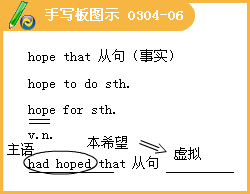 手写板图示 0304-06
hope that 从句（事实）
hope to do sth.
hope for sth.
v.n.
主语 本希望 虚拟
had hoped that 从句